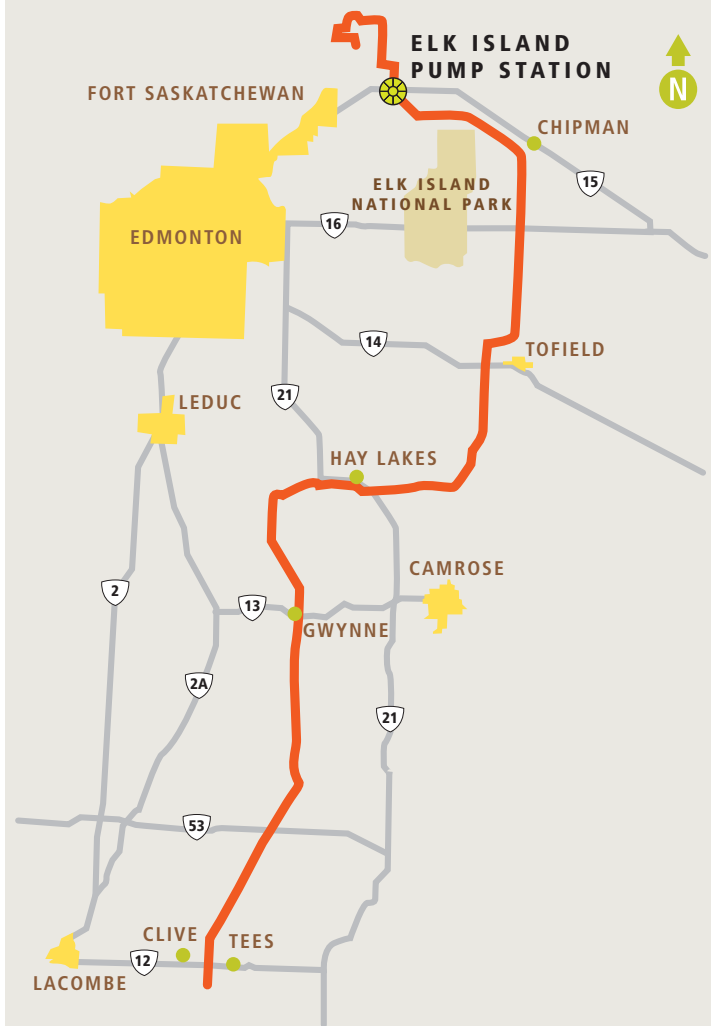 ELK ISLAND
PUMP STATION
N
FORT SASKATCHEWAN
CHIPMAN
15
ELK ISLAND
NATIONAL PARK
16
EDMONTON
14
TOFIELD
21
LEDUC
HAY LAKES
CAMROSE
2
13
GWYNNE
2A
21
53
CLIVE
TEES
12
LACOMBE